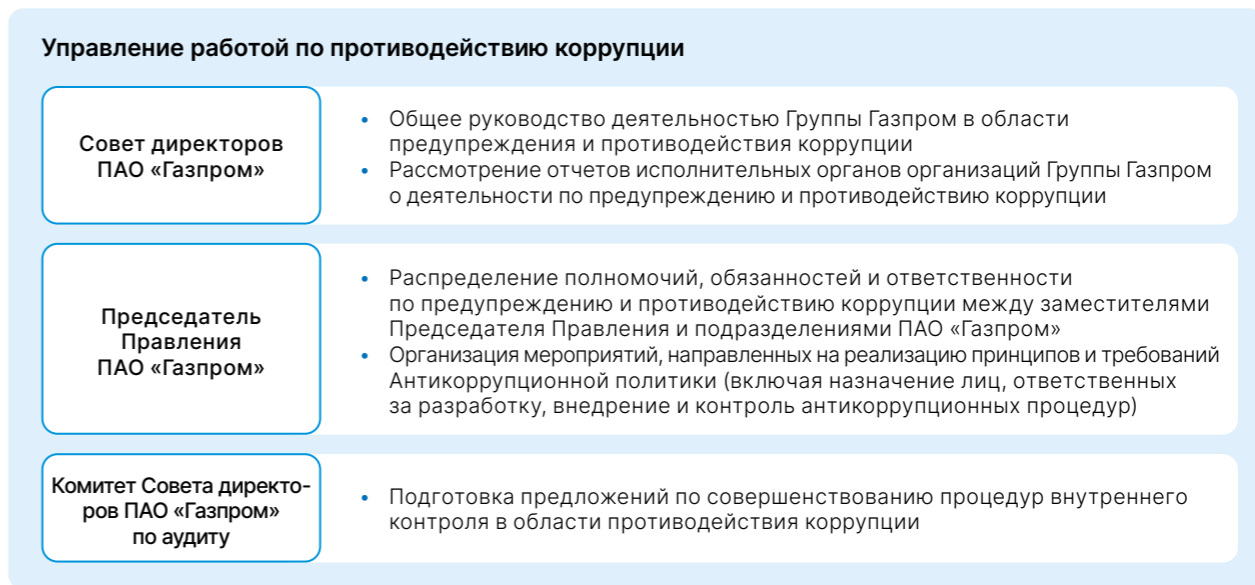 Управление работой по противодействию коррупции
Совет директоров
ПАО «Газпром»
• Общее руководство деятельностью Группы Газпром в области
предупреждения и противодействия коррупции
• Рассмотрение отчетов исполнительных органов организаций Группы Газпром
о деятельности по предупреждению и противодействию коррупции
Председатель
Правления
ПАО «Газпром»
• Распределение полномочий, обязанностей и ответственности
по предупреждению и противодействию коррупции между заместителями
Председателя Правления и подразделениями ПАО «Газпром»
• Организация мероприятий, направленных на реализацию принципов и требований
Антикоррупционной политики (включая назначение лиц, ответственных
за разработку, внедрение и контроль антикоррупционных процедур)
Комитет Совета директо-
ров ПАО «Газпром»
по аудиту
• Подготовка предложений по совершенствованию процедур внутреннего
контроля в области противодействия коррупции